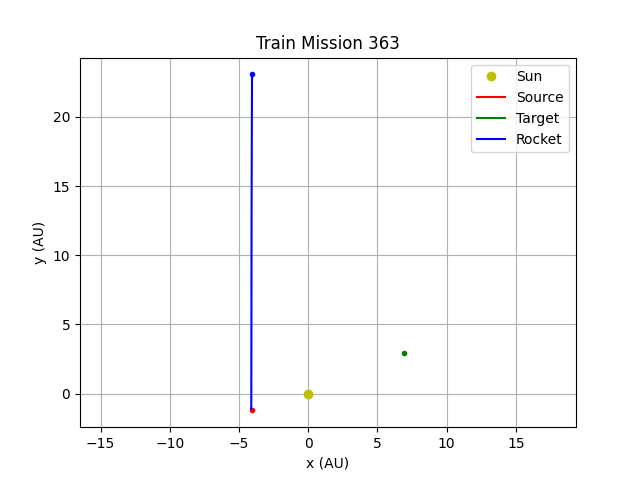 Train Mission 363
Sun
Source
Target
Rocket
y (AU)
20
15
10
5
0
−15
−10
−5
0
5
10
15
x (AU)